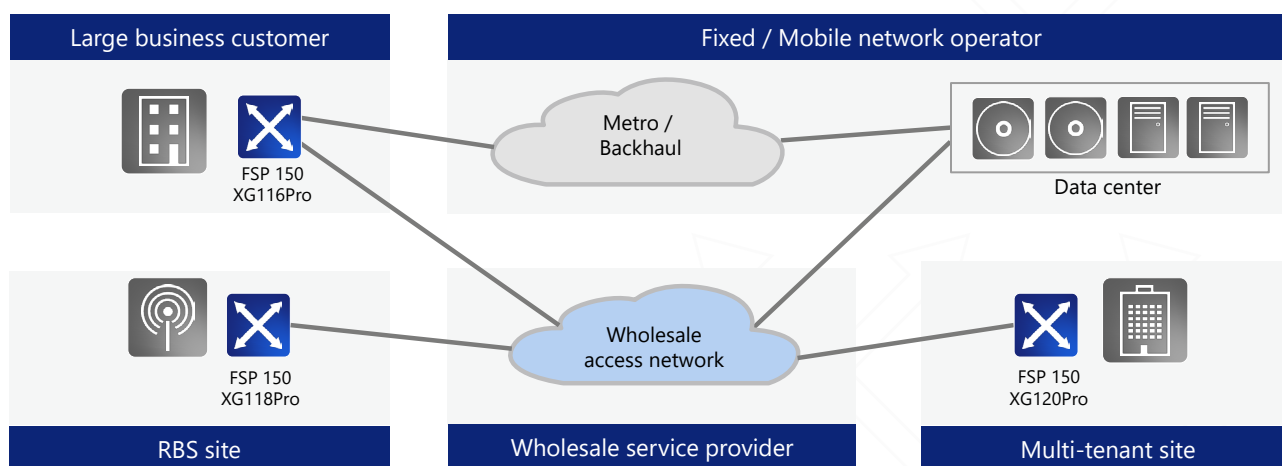 Large business customer
Fixed / Mobile network operator
FSP 150
XG116Pro
Metro /
Backhaul
Data center
FSP 150
XG118Pro
Wholesale
access network
FSP 150
XG120Pro
RBS site
Wholesale service provider
Multi-tenant site